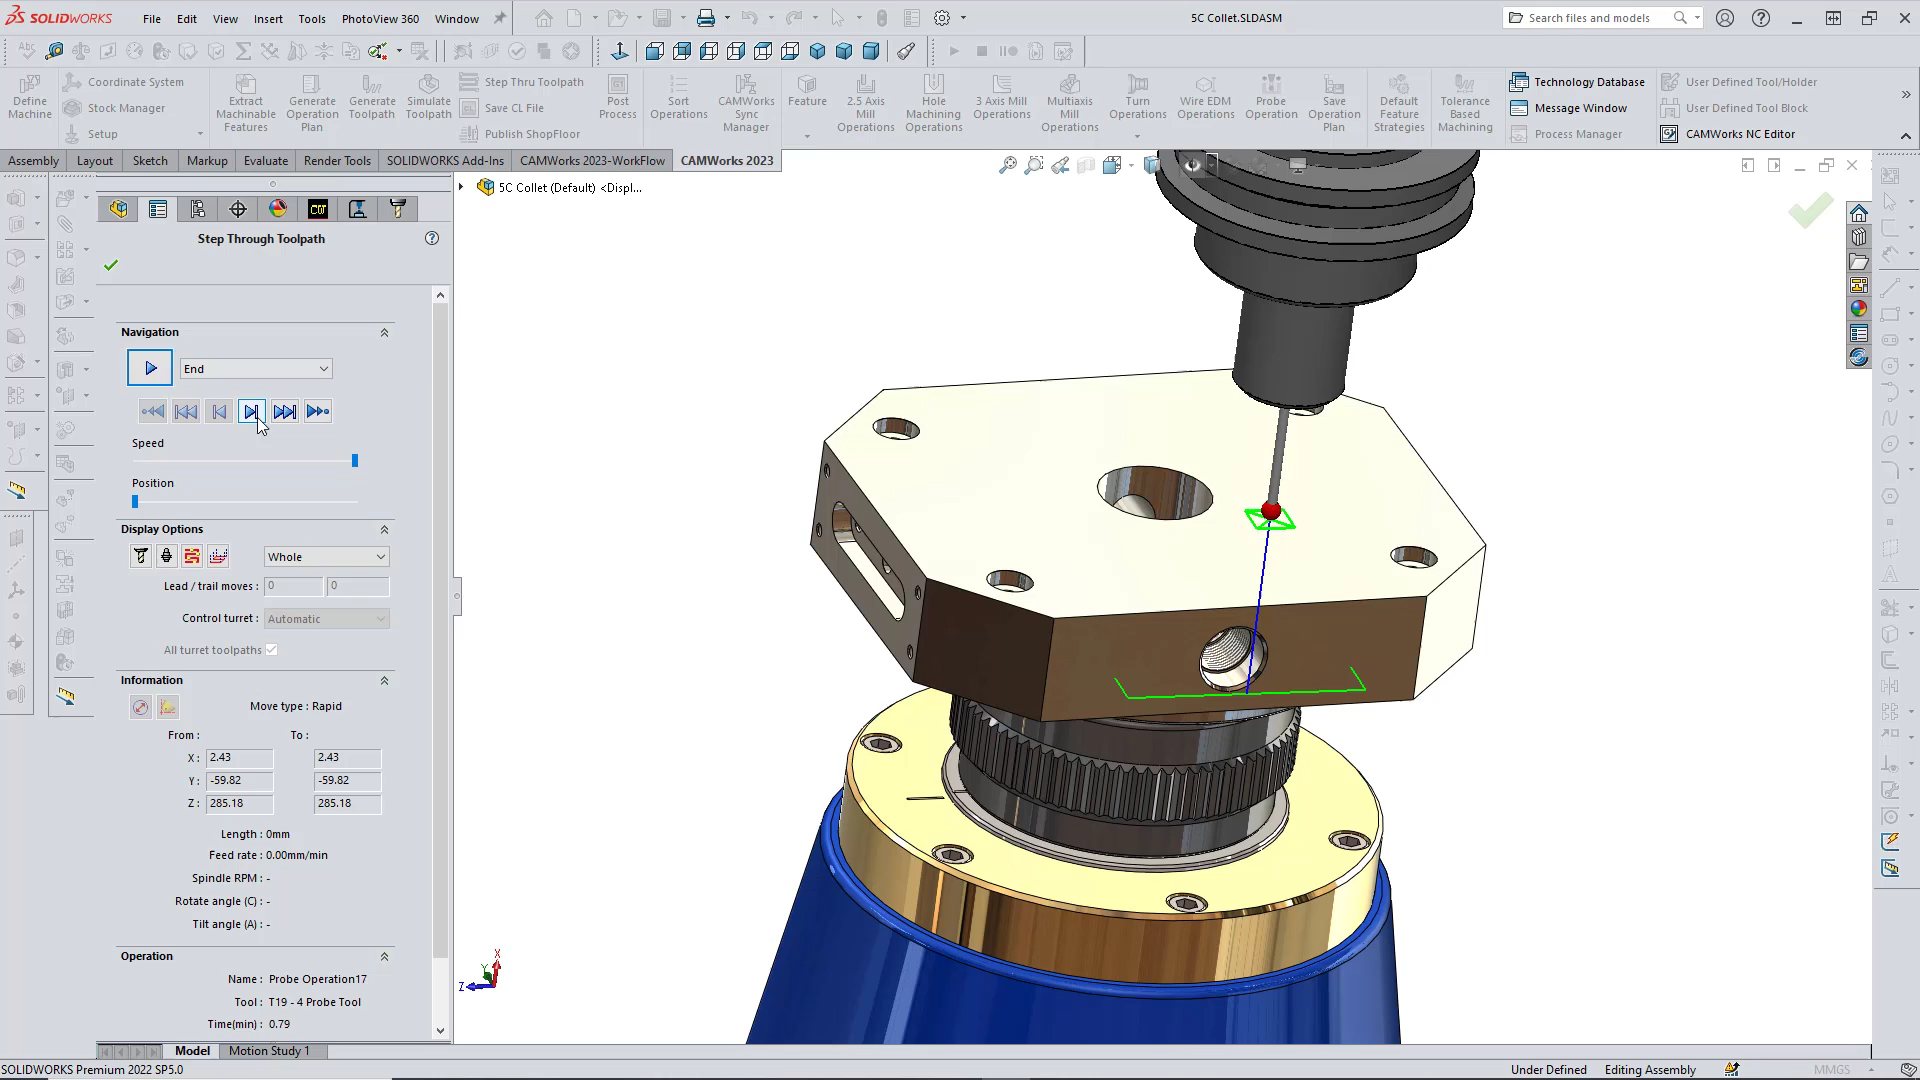 SOLIDWORKS
File Edit View Insert Tools PhotoView 360 Window
5C Collet.SLDASM
Search files and models
Define Machine
Coordinate System
Stock Manager
Setup
Extract Machinable Features
Generate Operation Plan
Generate Toolpath
Simulate Toolpath
Step Thru Toolpath
Save CL File
Publish ShopFloor
Post Process
Sort Operations
CAMWorks Sync Manager
Feature
2.5 Axis Mill Operations
Hole Machining Operations
3 Axis Mill Operations
Multiaxis Mill Operations
Turn Operations
Wire EDM Operations
Probe Operation
Save Operation Plan
Default Feature Strategies
Tolerance Based Machining
Technology Database
Message Window
Process Manager
User Defined Tool/Holder
User Defined Tool Block
CAMWorks NC Editor
Assembly Layout Sketch Markup Evaluate Render Tools SOLIDWORKS Add-Ins CAMWorks 2023-WorkFlow CAMWorks 2023
5C Collet (Default) <Displ...
Step Through Toolpath
Navigation
End
Speed
Position
Display Options
Whole
Lead / trail moves : 0 0
Control turret : Automatic
All turret toolpaths
Information
Move type : Rapid
From : To :
X : 2.43 2.43
Y : -59.82 -59.82
Z : 285.18 285.18
Length : 0mm
Feed rate : 0.00mm/min
Spindle RPM : -
Rotate angle (C) : -
Tilt angle (A) : -
Operation
Name : Probe Operation17
Tool : T19 - 4 Probe Tool
Time(min) : 0.79
X
Y
Z
Model Motion Study 1
SOLIDWORKS Premium 2022 SP5.0
Under Defined Editing Assembly MMGS